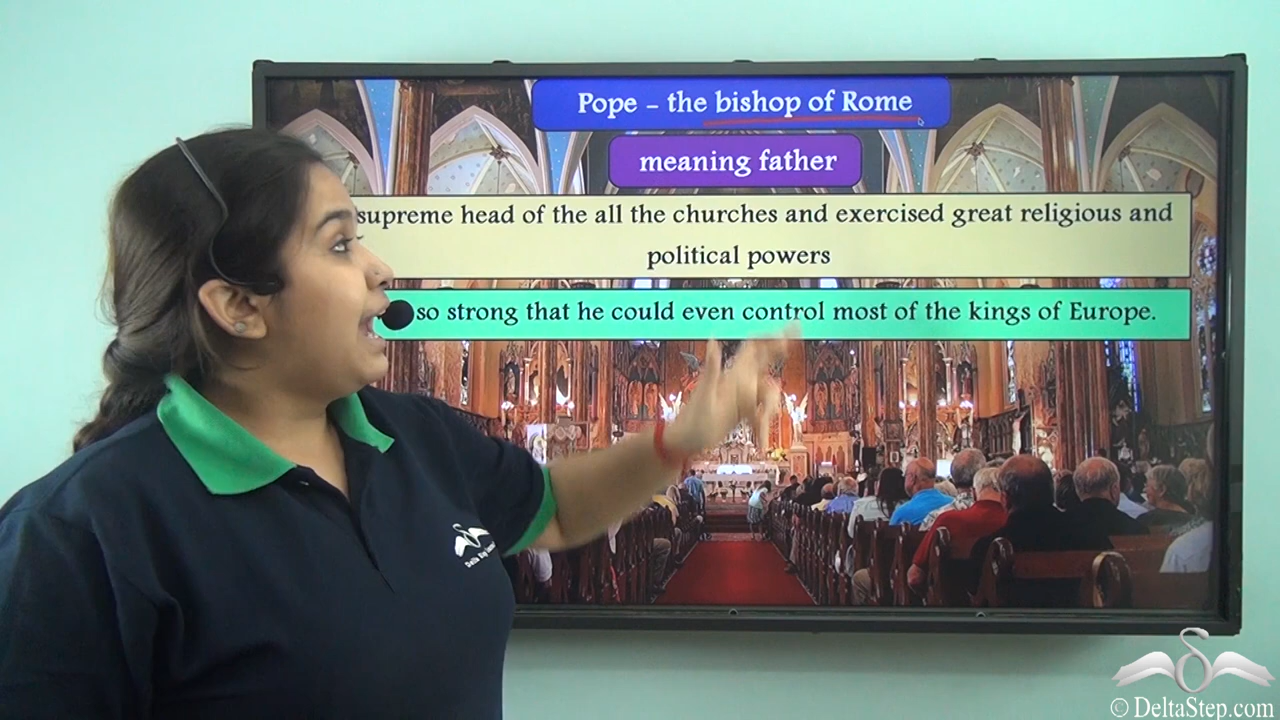 Pope – the bishop of Rome
meaning father
supreme head of the all the churches and exercised great religious and
political powers
so strong that he could even control most of the kings of Europe.
© DeltaStep.com